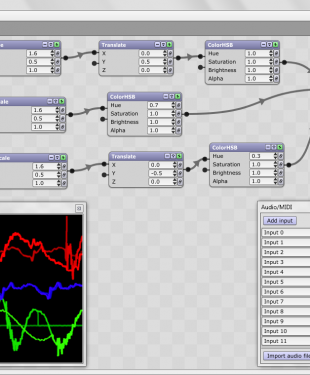 Translate
ColorHSB
1.6
0.5
1.0
X 0.0
Y 0.5
Z 0.0
Hue 1.0
Saturation 1.0
Brightness 1.0
Alpha 1.0
ale
1.6
0.5
1.0
ColorHSB
Hue 0.7
Saturation 1.0
Brightness 1.0
Alpha 1.0
cale
1.6
0.5
1.0
Translate
X 0.0
Y -0.5
Z 0.0
ColorHSB
Hue 0.3
Saturation 1.0
Brightness 1.0
Alpha 1.0
Audio/MIDI
Add input
Input 0
Input 1
Input 2
Input 3
Input 4
Input 5
Input 6
Input 7
Input 8
Input 9
Input 10
Input 11
Import audio file